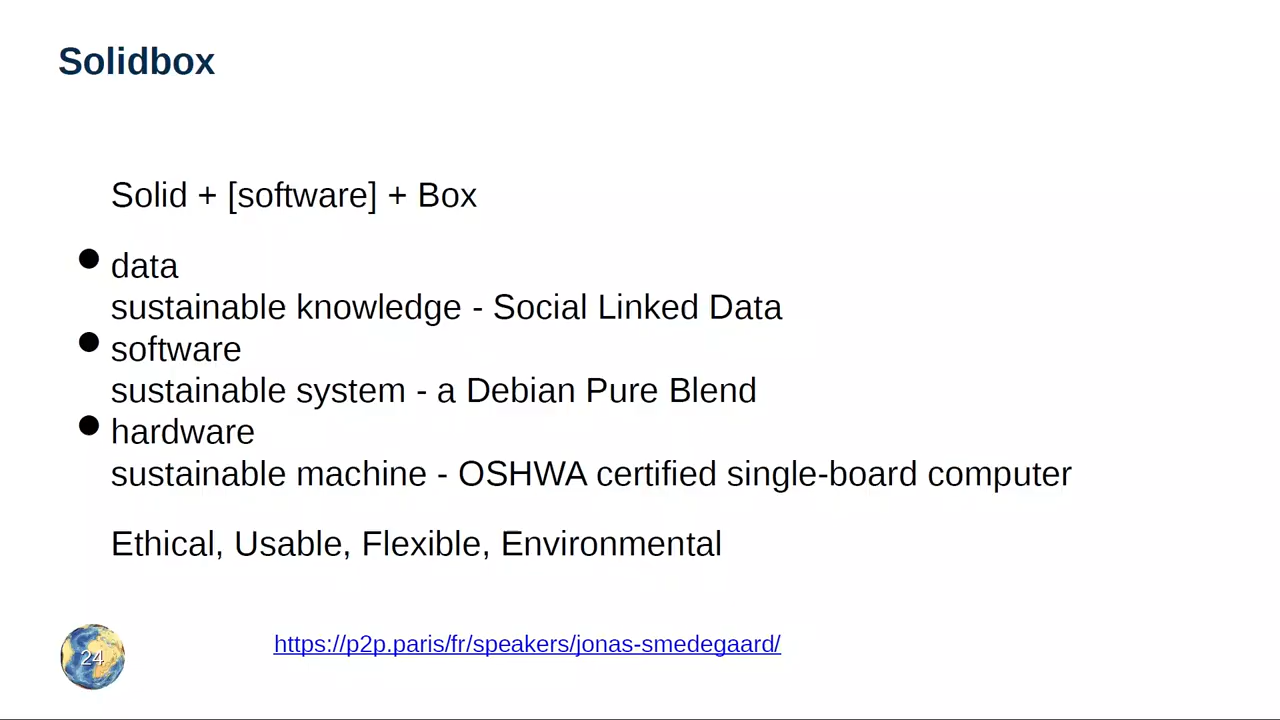 Solidbox
Solid + [software] + Box
data
sustainable knowledge - Social Linked Data
software
sustainable system - a Debian Pure Blend
hardware
sustainable machine - OSHWA certified single-board computer
Ethical, Usable, Flexible, Environmental
24
https://p2p.paris/fr/speakers/jonas-smedegaard/